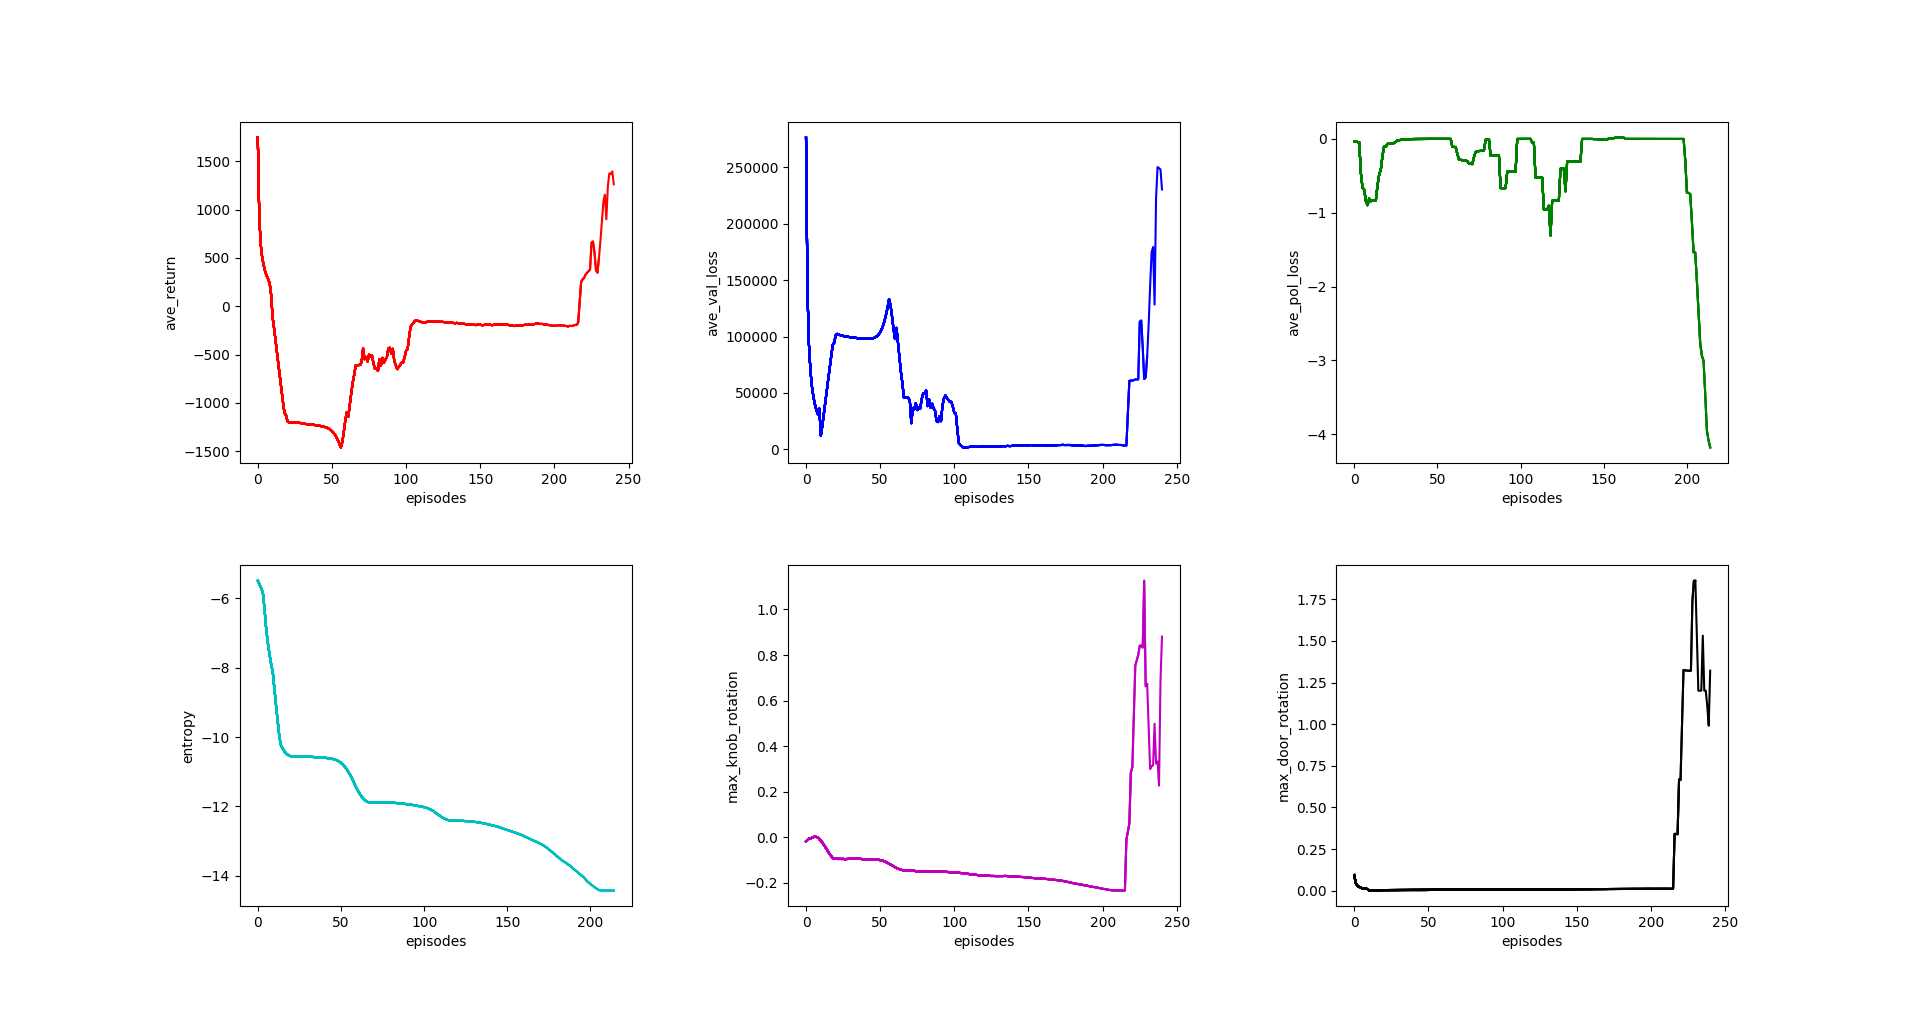 ave_return
1500
1000
500
0
−500
−1000
−1500
0 50 100 150 200 250
episodes
ave_val_loss
250000
200000
150000
100000
50000
0
0 50 100 150 200 250
episodes
ave_pol_loss
0
−1
−2
−3
−4
0 50 100 150 200
episodes
entropy
−6
−8
−10
−12
−14
0 50 100 150 200
episodes
max_knob_rotation
1.0
0.8
0.6
0.4
0.2
0.0
−0.2
0 50 100 150 200 250
episodes
max_door_rotation
1.75
1.50
1.25
1.00
0.75
0.50
0.25
0.00
0 50 100 150 200 250
episodes